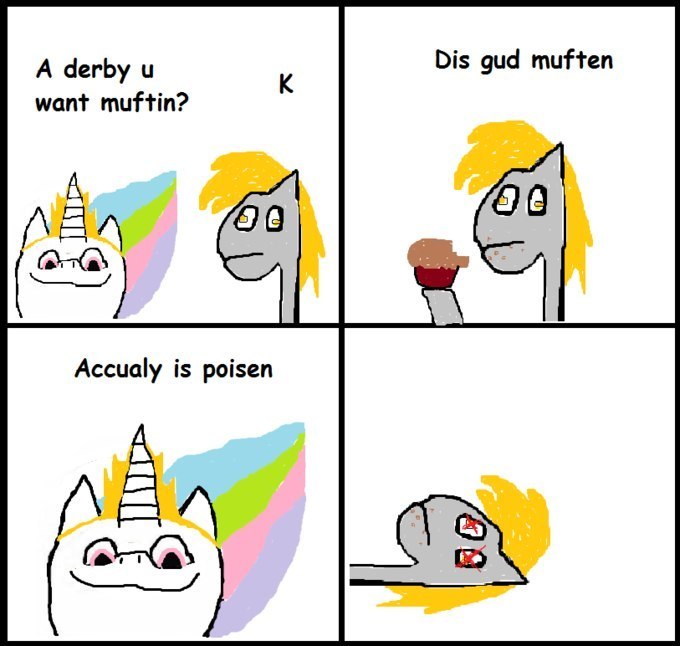 A derby u
want muftin?
K
Dis gud muften
Accualy is poisen